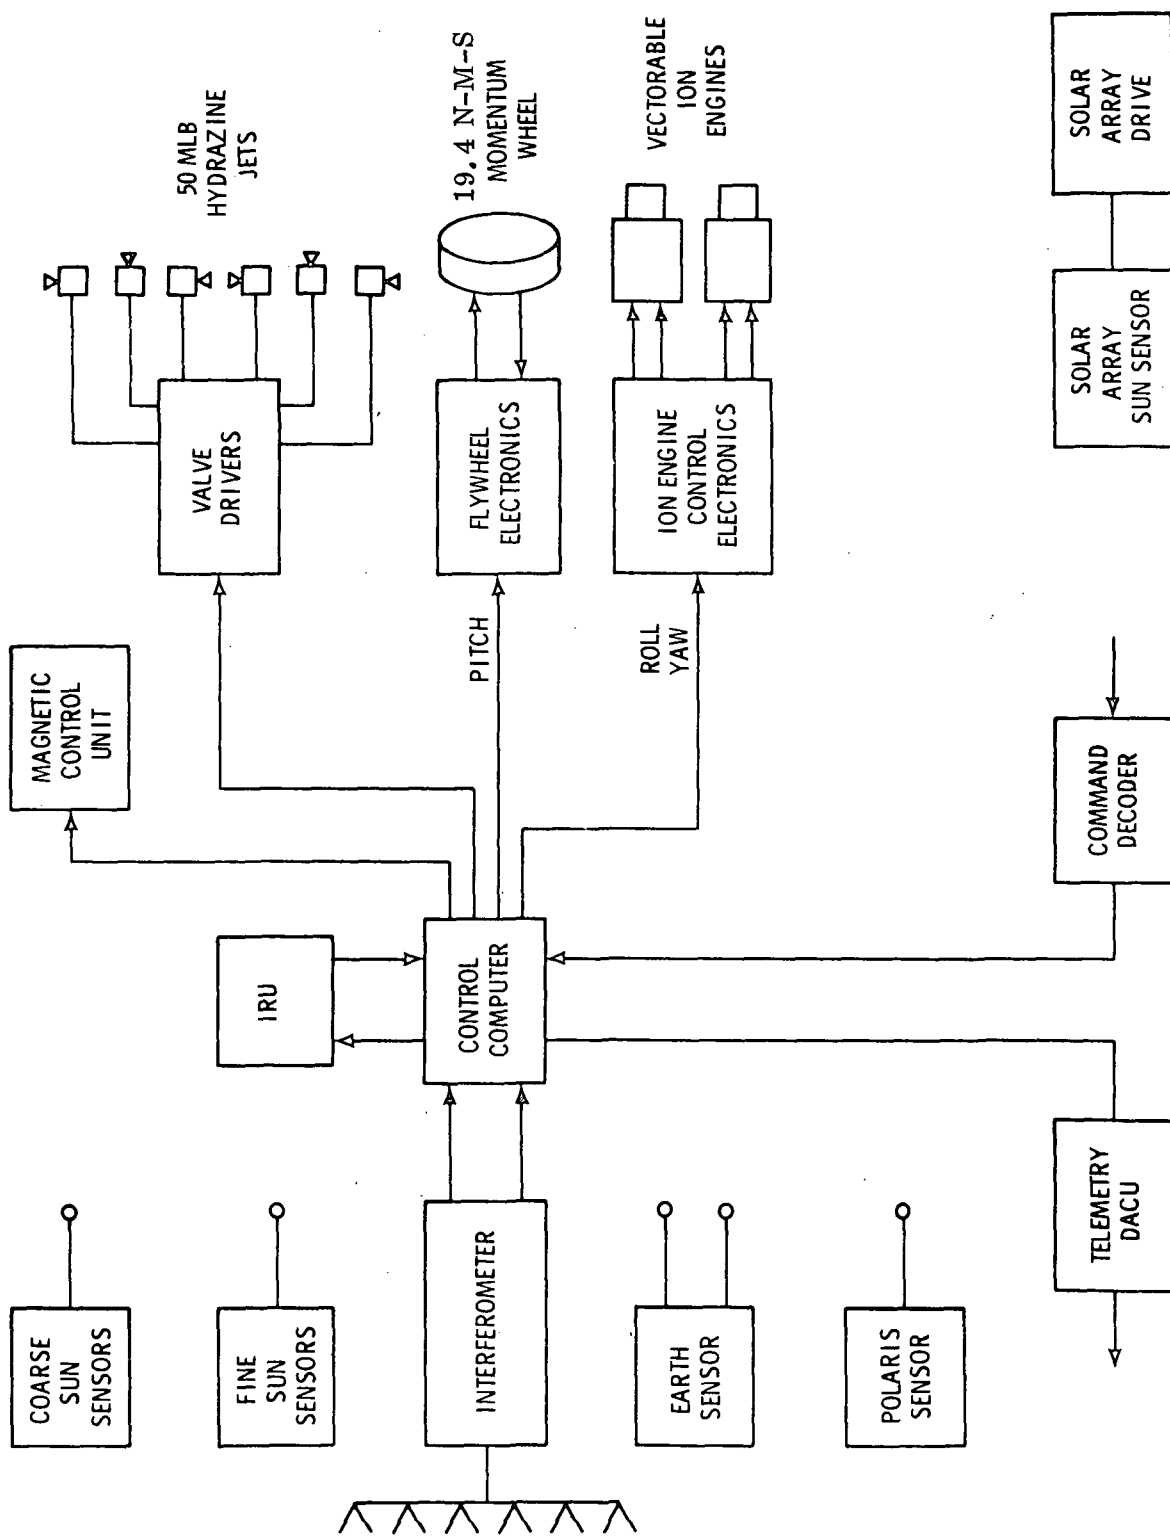 COARSE
SUN
SENSORS
FINE
SUN
SENSORS
INTERFEROMETER
EARTH
SENSOR
POLARIS
SENSOR
TELEMETRY
DACU
IRU
CONTROL
COMPUTER
COMMAND
DECODER
MAGNETIC
CONTROL
UNIT
PITCH
ROLL
YAW
VALVE
DRIVERS
FLYWHEEL
ELECTRONICS
ION ENGINE
CONTROL
ELECTRONICS
50 MLB
HYDRAZINE
JETS
19.4 N-M-S
MOMENTUM
WHEEL
VECTORABLE
ION
ENGINES
SOLAR
ARRAY
SUN SENSOR
SOLAR
ARRAY
DRIVE